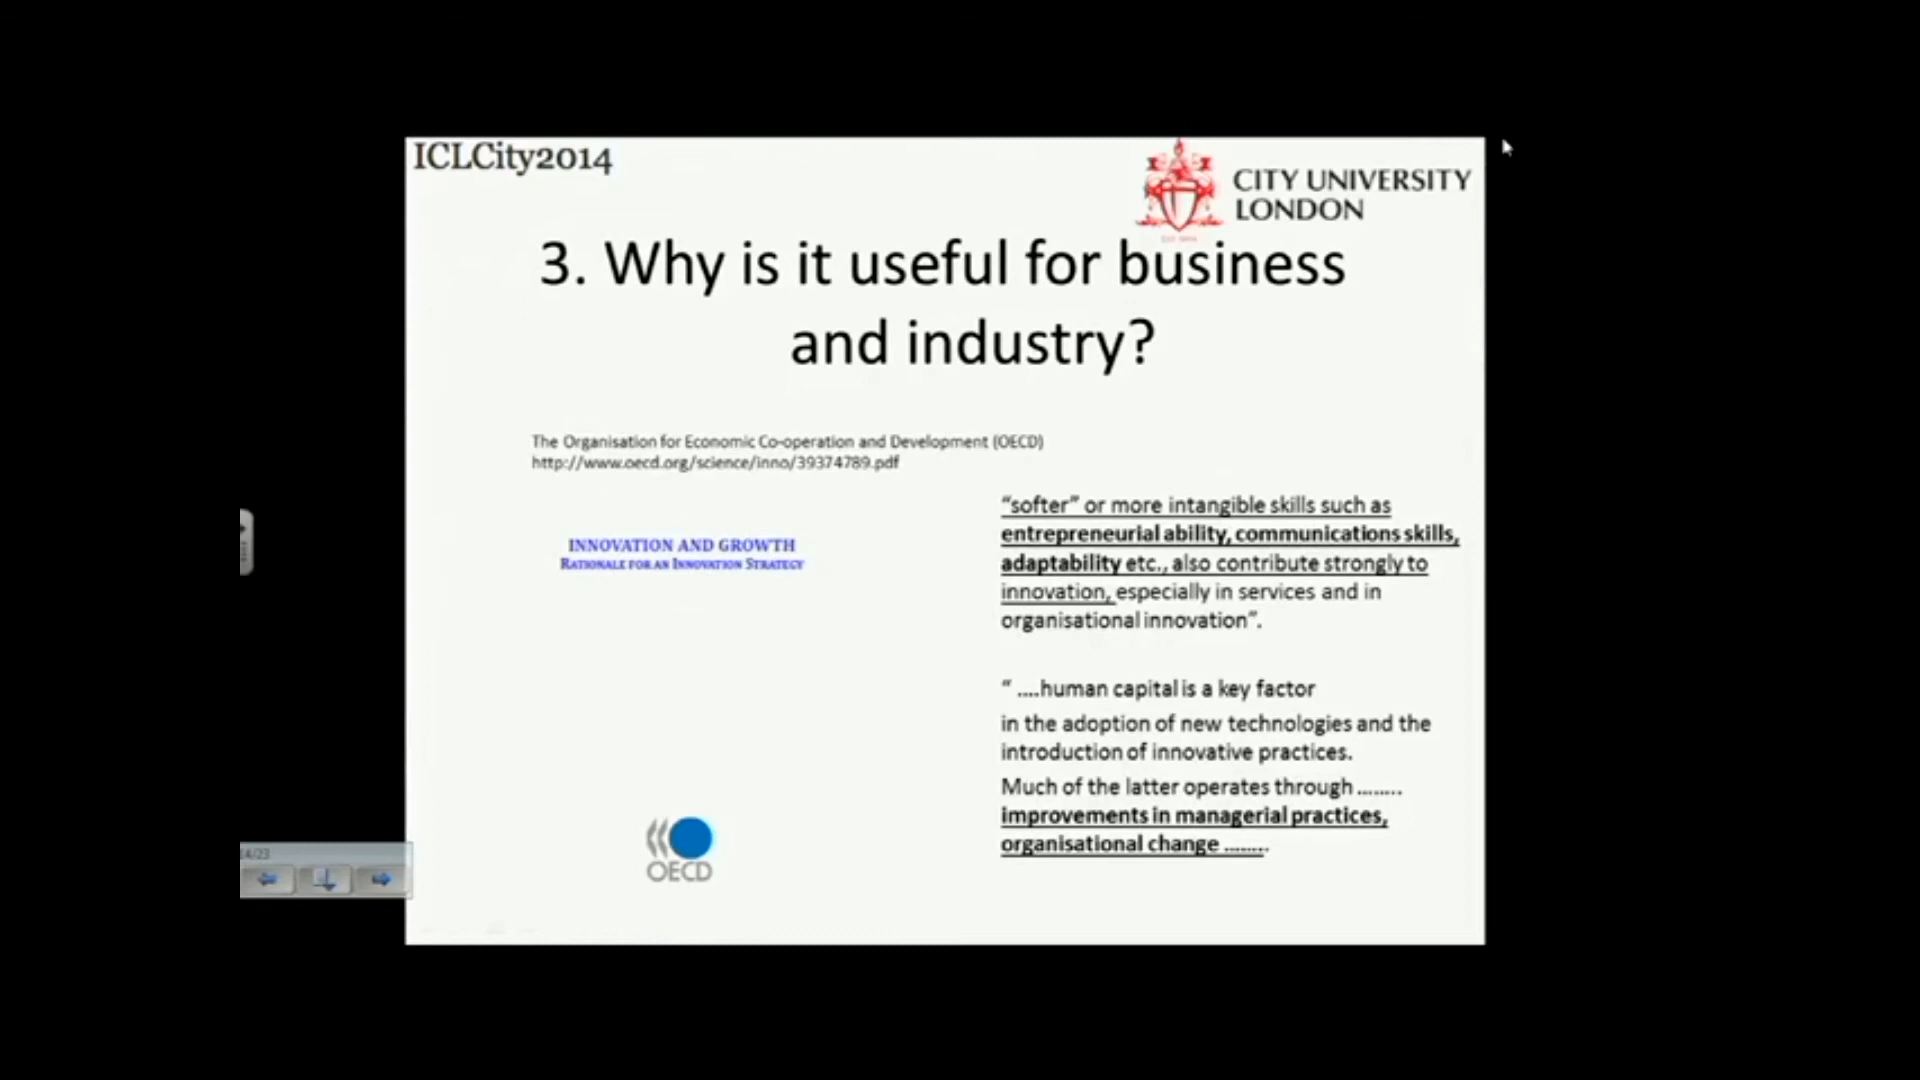 ICLCity2014
CITY UNIVERSITY
LONDON
3. Why is it useful for business
and industry?
The Organisation for Economic Co-operation and Development (OECD)
http://www.oecd.org/science/inno/39374789.pdf
INNOVATION AND GROWTH
RATIONALE FOR AN INNOVATION STRATEGY
“softer” or more intangible skills such as
entrepreneurial ability, communications skills,
adaptability etc., also contribute strongly to
innovation, especially in services and in
organisational innovation”.
“ ....human capital is a key factor
in the adoption of new technologies and the
introduction of innovative practices.
Much of the latter operates through ........
improvements in managerial practices,
organisational change ........
OECD
14/23